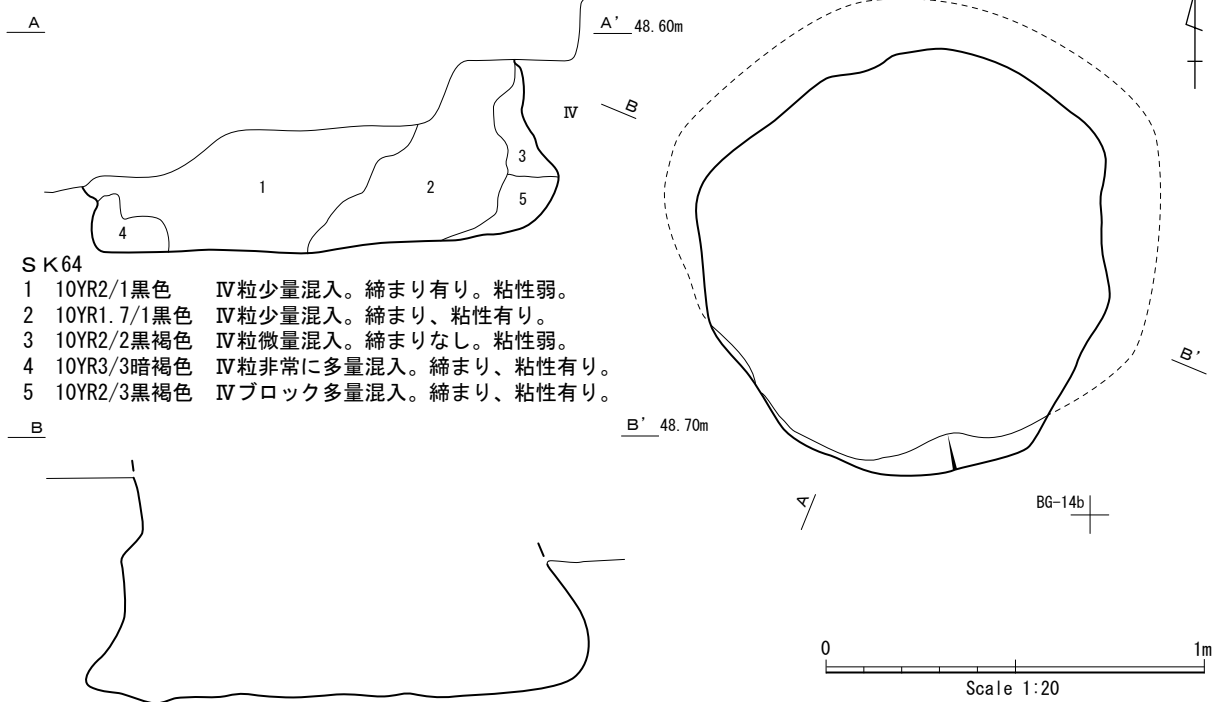 A
A' 48.60m
Ⅳ
B
1
2
3
4
5
ＳＫ64
1 10YR2/1黒色 Ⅳ粒少量混入。締まり有り。粘性弱。
2 10YR1.7/1黒色 Ⅳ粒少量混入。締まり、粘性有り。
3 10YR2/2黒褐色 Ⅳ粒微量混入。締まりなし。粘性弱。
4 10YR3/3暗褐色 Ⅳ粒非常に多量混入。締まり、粘性有り。
5 10YR2/3黒褐色 Ⅳブロック多量混入。締まり、粘性有り。
B'
B
B' 48.70m
A
BG-14b
0 1m
Scale 1:20